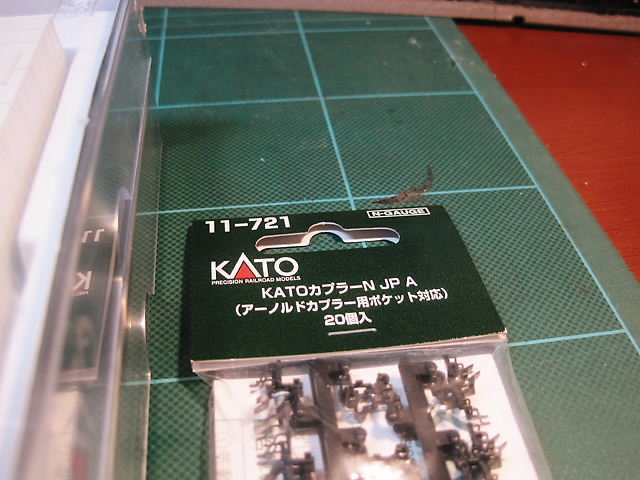 11-721
N-GAUGE
KATO
PRECISION RAILROAD MODELS
KATOカプラーN JP A
(アーノルドカプラー用ポケット対応)
20個入